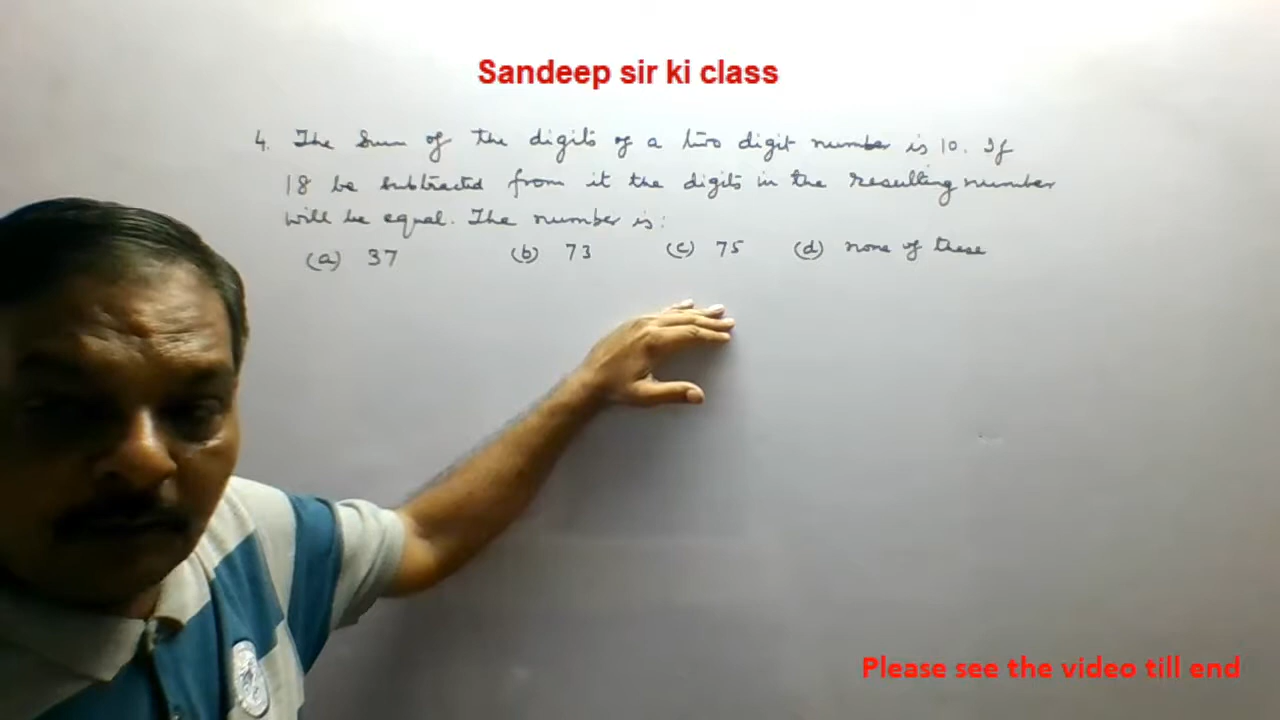 Sandeep sir ki class
4. The sum of the digits of a two digit number is 10. If
18 be subtracted from it the digits in the resulting number
will be equal. The number is:
(a) 37 (b) 73 (c) 75 (d) none of these
Please see the video till end